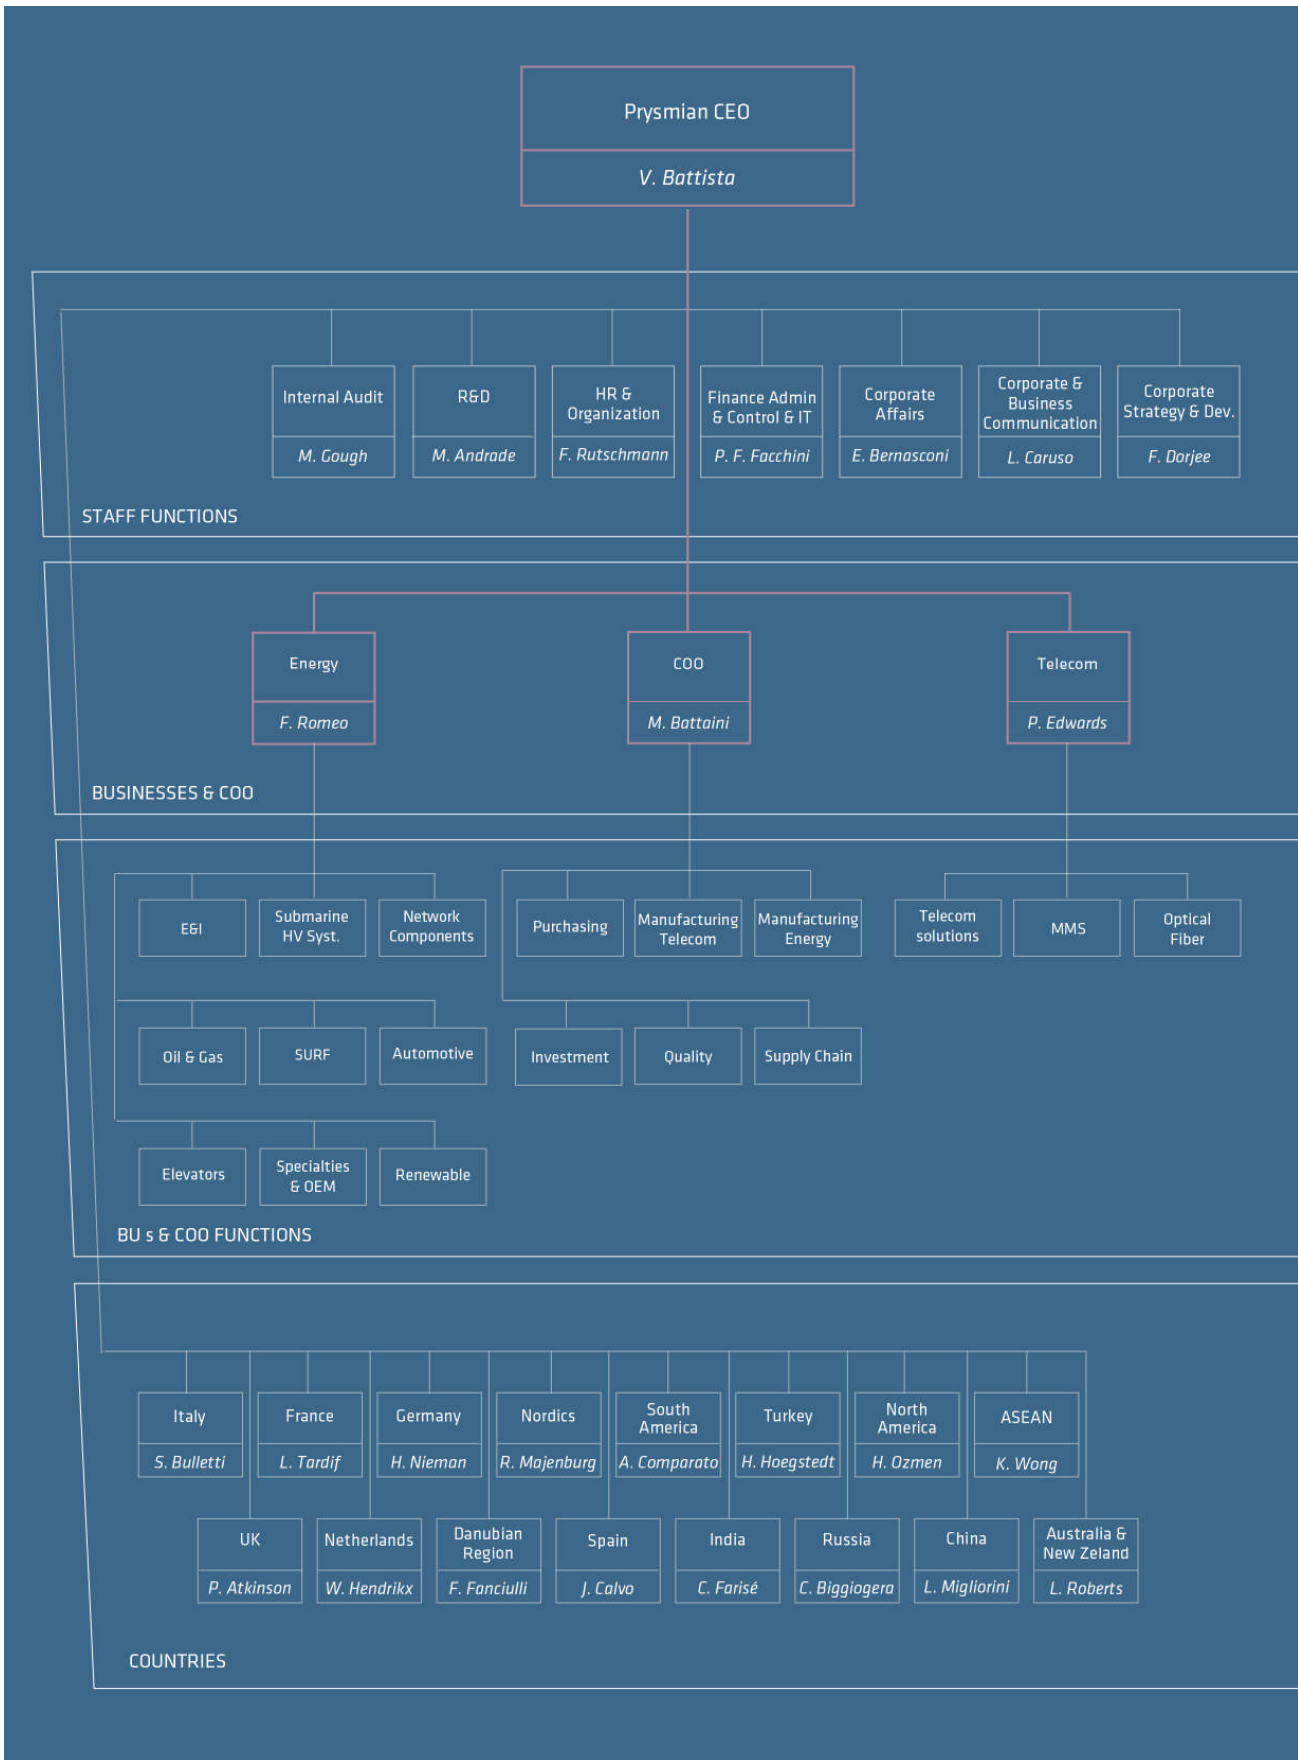 Prysmian CEO
V. Battista
Internal Audit
M. Gough
R&D
M. Andrade
HR &
Organization
F. Rutschmann
Finance Admin
& Control & IT
P. F. Facchini
Corporate
Affairs
E. Bernasconi
Corporate &
Business
Communication
L. Caruso
Corporate
Strategy & Dev.
F. Dorjee
STAFF FUNCTIONS
Energy
F. Romeo
COO
M. Battaini
Telecom
P. Edwards
BUSINESSES & COO
E&I
Submarine
HV Syst.
Network
Components
Purchasing
Manufacturing
Telecom
Manufacturing
Energy
Telecom
solutions
MMS
Optical
Fiber
Oil & Gas
SURF
Automotive
Investment
Quality
Supply Chain
Elevators
Specialties
& OEM
Renewable
BU s & COO FUNCTIONS
Italy
S. Bulletti
France
L. Tardif
Germany
H. Nieman
Nordics
R. Majenburg
South
America
A. Comparato
Turkey
H. Hoegstedt
North
America
H. Ozmen
ASEAN
K. Wong
UK
P. Atkinson
Netherlands
W. Hendrikx
Danubian
Region
F. Fanciulli
Spain
J. Calvo
India
C. Farisé
Russia
C. Biggiogera
China
L. Migliorini
Australia &
New Zeland
L. Roberts
COUNTRIES